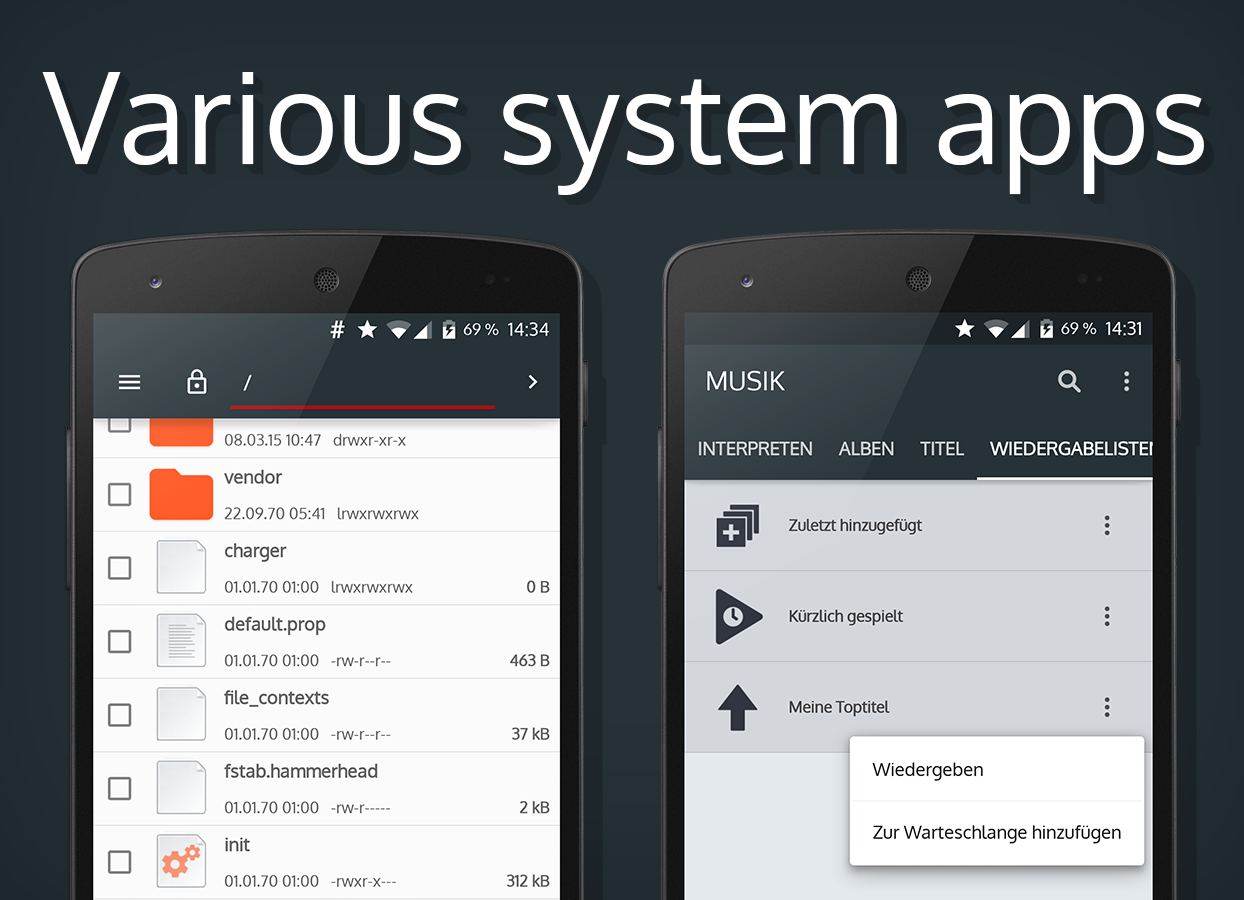 Various system apps
# 69 % 14:34
/
08.03.15 10:47 drwxr-xr-x
vendor
22.09.70 05:41 lrwxrwxrwx
charger
01.01.70 01:00 lrwxrwxrwx 0 B
default.prop
01.01.70 01:00 -rw-r--r-- 463 B
file_contexts
01.01.70 01:00 -rw-r--r-- 37 kB
fstab.hammerhead
01.01.70 01:00 -rw-r----- 2 kB
init
01.01.70 01:00 -rwxr-x--- 312 kB
69 % 14:31
MUSIK
INTERPRETEN ALBEN TITEL WIEDERGABELISTEN
Zuletzt hinzugefügt
Kürzlich gespielt
Meine Toptitel
Wiedergeben
Zur Warteschlange hinzufügen